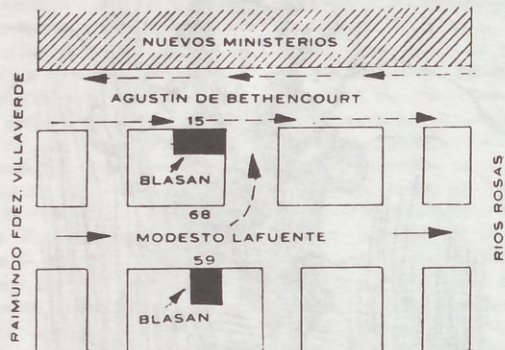 NUEVOS MINISTERIOS
AGUSTIN DE BETHENCOURT
15
BLASAN
68
MODESTO LAFUENTE
59
BLASAN
RAIMUNDO FDEZ. VILLAVERDE
RIOS ROSAS